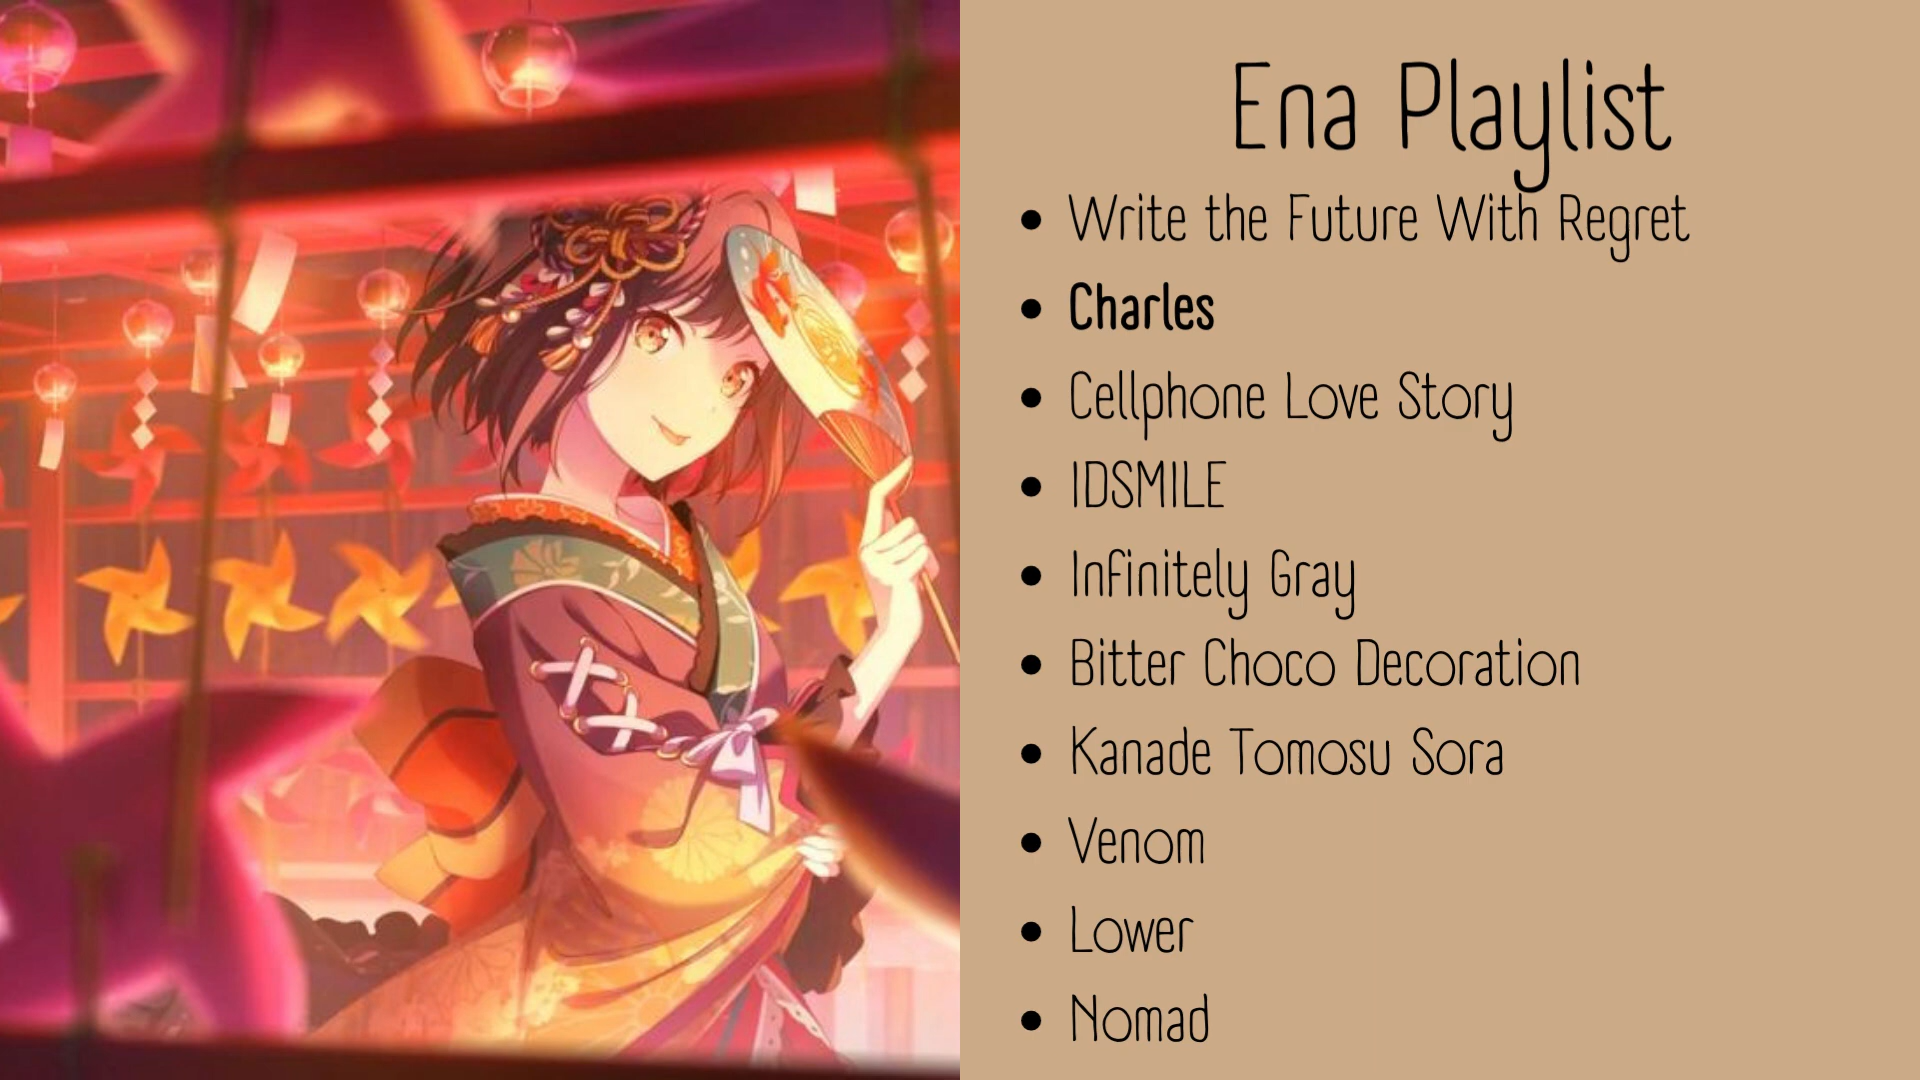 Ena Playlist
Write the Future With Regret
Charles
Cellphone Love Story
IDSMILE
Infinitely Gray
Bitter Choco Decoration
Kanade Tomosu Sora
Venom
Lower
Nomad